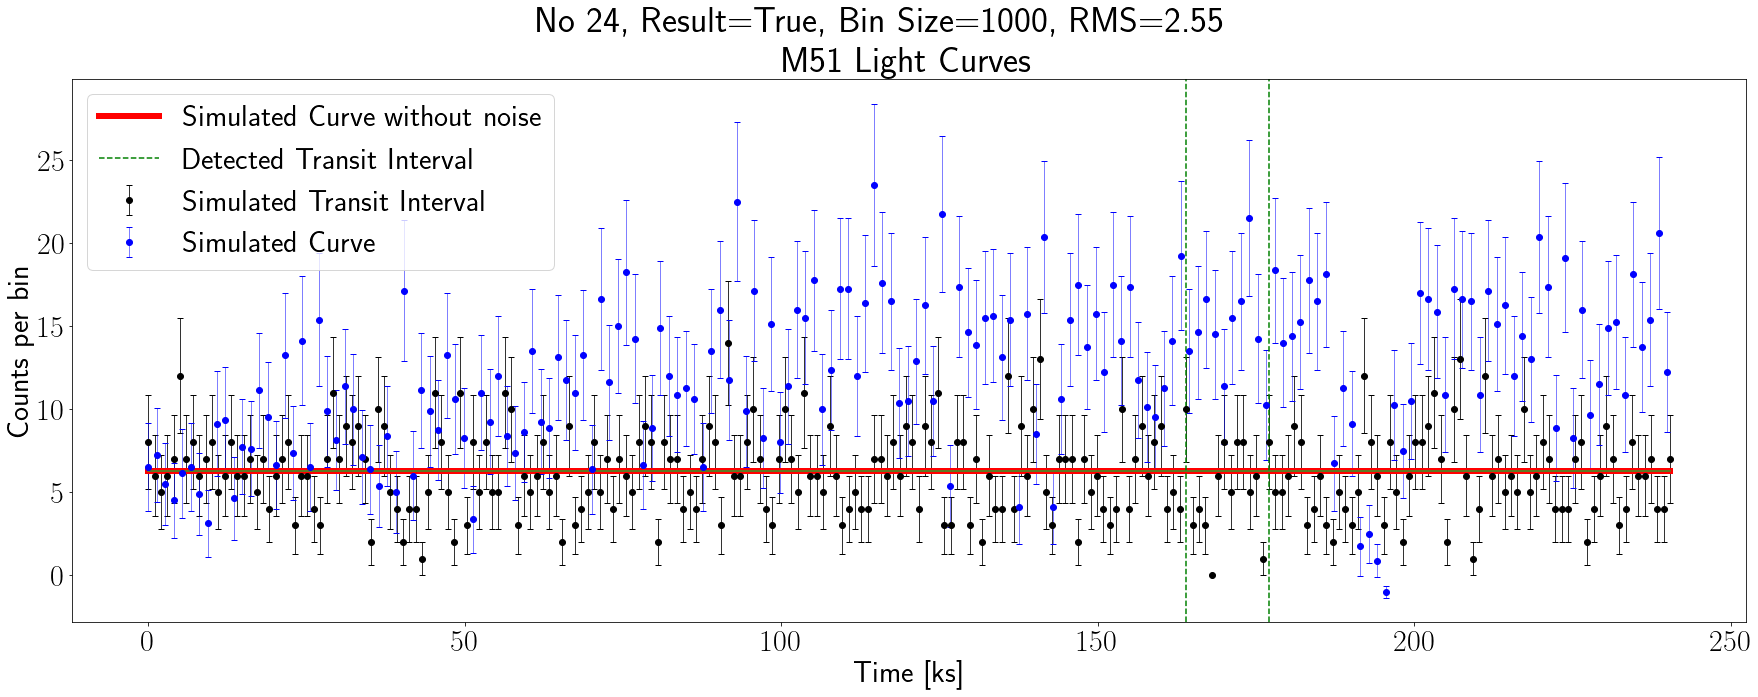 No 24, Result=True, Bin Size=1000, RMS=2.55
M51 Light Curves
Simulated Curve without noise
Detected Transit Interval
Simulated Transit Interval
Simulated Curve
Counts per bin
25
20
15
10
5
0
0 50 100 150 200 250
Time [ks]